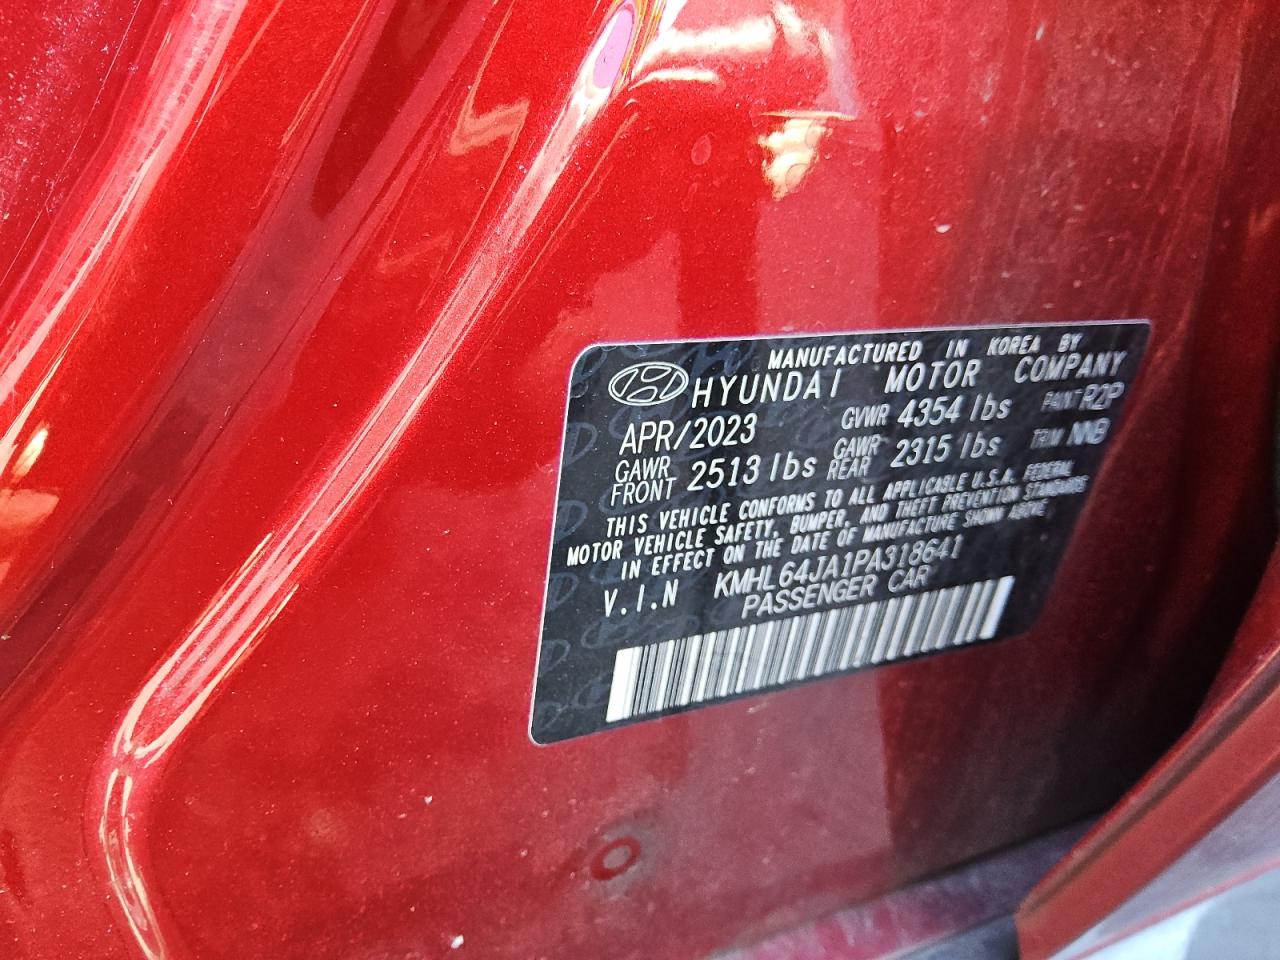 MANUFACTURED IN KOREA BY
HYUNDAI MOTOR COMPANY
APR/2023 GVWR 4354 lbs PAINT R2P
GAWR FRONT 2513 lbs GAWR REAR 2315 lbs TRIM NNB
THIS VEHICLE CONFORMS TO ALL APPLICABLE U.S.A. FEDERAL
MOTOR VEHICLE SAFETY, BUMPER, AND THEFT PREVENTION STANDARDS
IN EFFECT ON THE DATE OF MANUFACTURE SHOWN ABOVE.
V.I.N KMHL64JA1PA318641
PASSENGER CAR